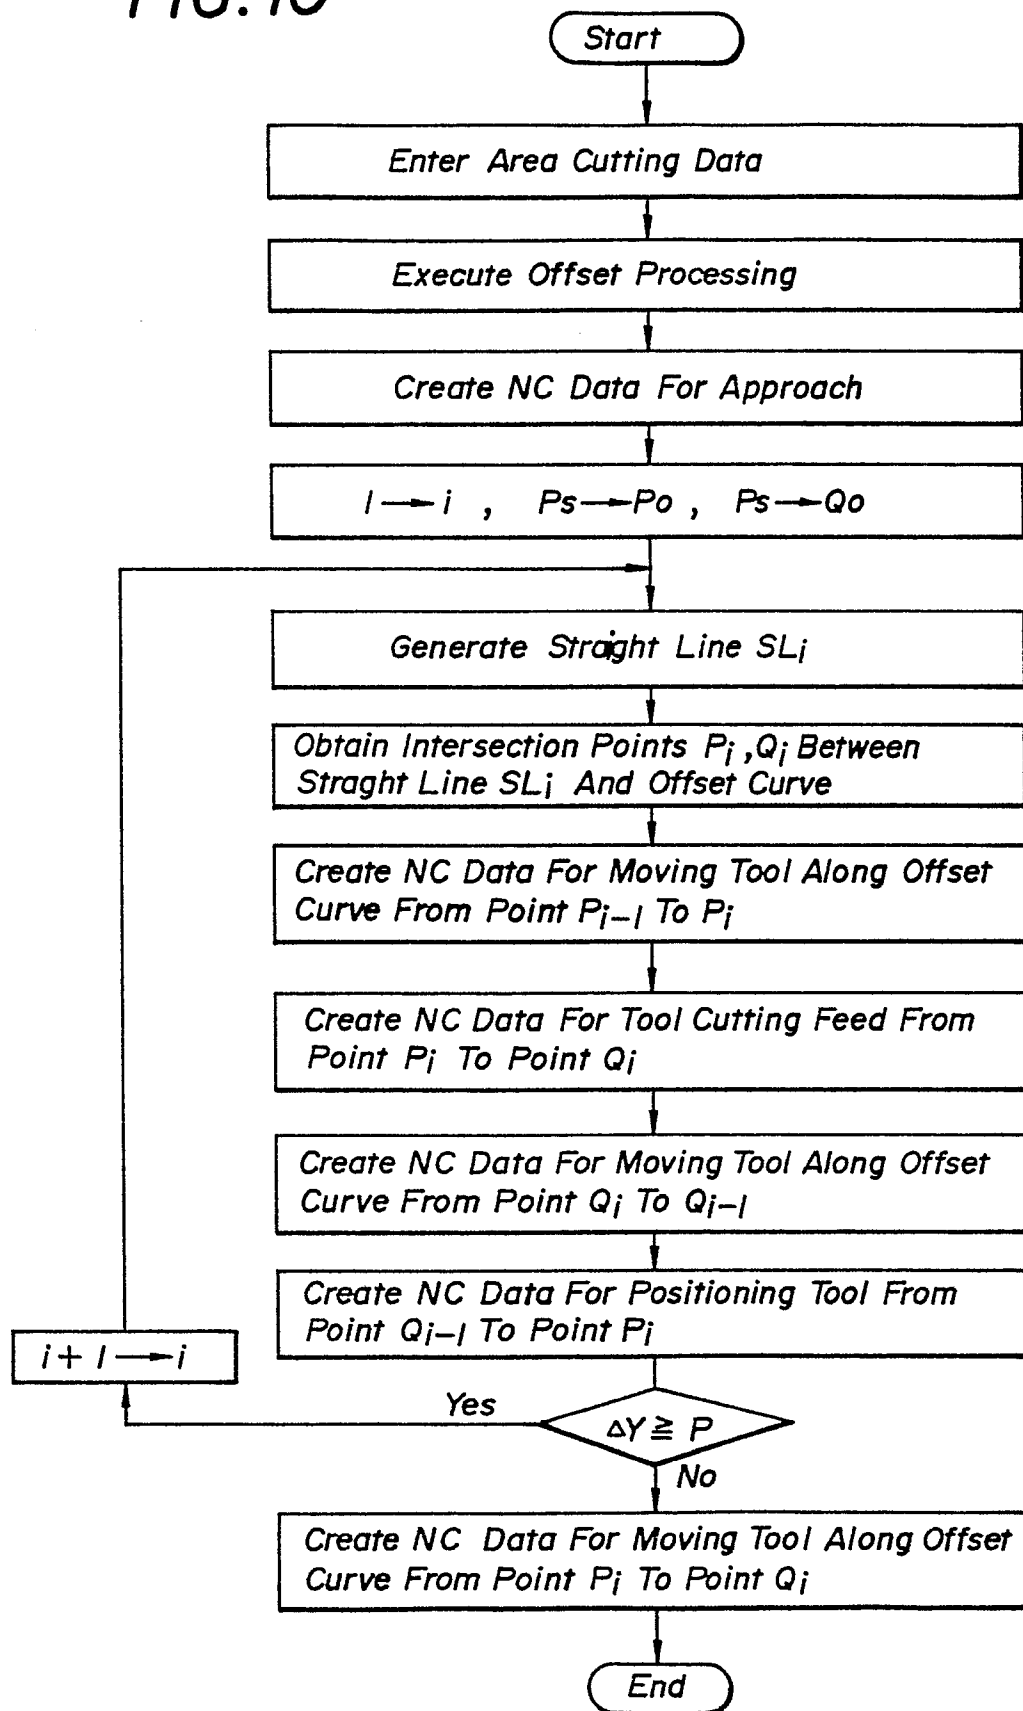 FIG.10
Start
Enter Area Cutting Data
Execute Offset Processing
Create NC Data For Approach
1→i , Ps→Po , Ps→Qo
Generate Straight Line SLi
Obtain Intersection Points Pi ,Qi Between
Straght Line SLi And Offset Curve
Create NC Data For Moving Tool Along Offset
Curve From Point Pi-1 To Pi
Create NC Data For Tool Cutting Feed From
Point Pi To Point Qi
Create NC Data For Moving Tool Along Offset
Curve From Point Qi To Qi-1
Create NC Data For Positioning Tool From
Point Qi-1 To Point Pi
i+1→i
Yes
ΔY≧ P
No
Create NC Data For Moving Tool Along Offset
Curve From Point Pi To Point Qi
End